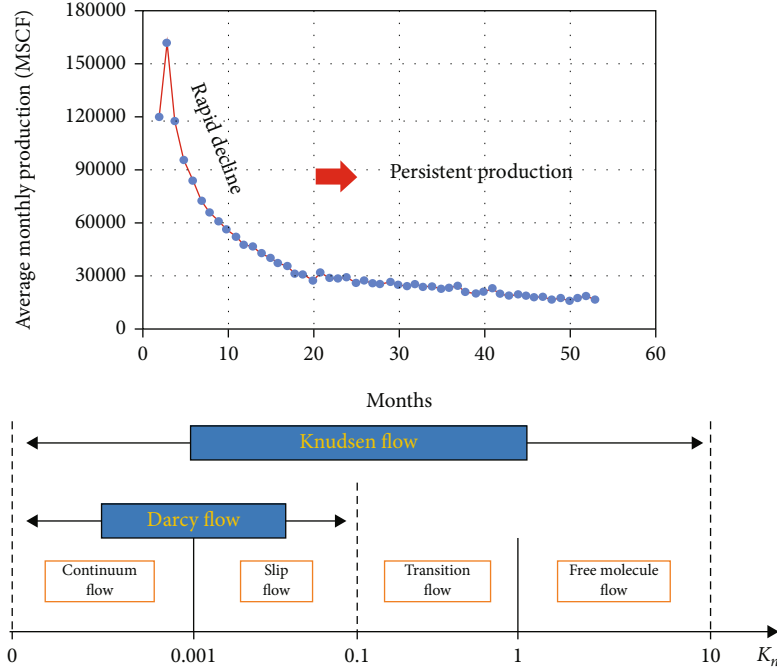 Average monthly production (MSCF)
180000
150000
120000
90000
60000
30000
0
Rapid decline
Persistent production
0 10 20 30 40 50 60
Months
Knudsen flow
Darcy flow
Continuum
flow
Slip
flow
Transition
flow
Free molecule
flow
0 0.001 0.1 1 10 Kn